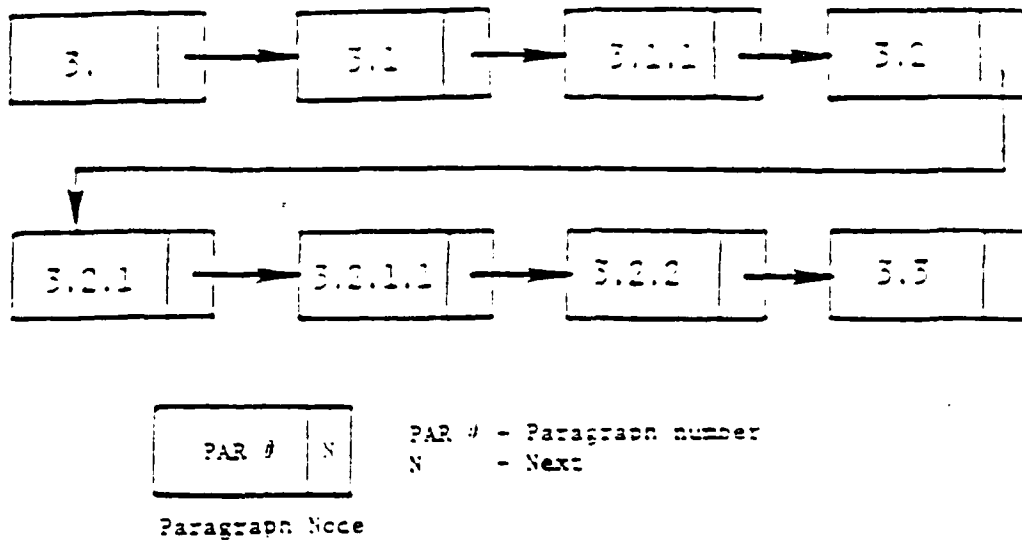 3. 3.1 3.1.1 3.2
3.2.1 3.2.1.1 3.2.2 3.3
PAR # N
PAR # - Paragraph number
N - Next
Paragraph Node